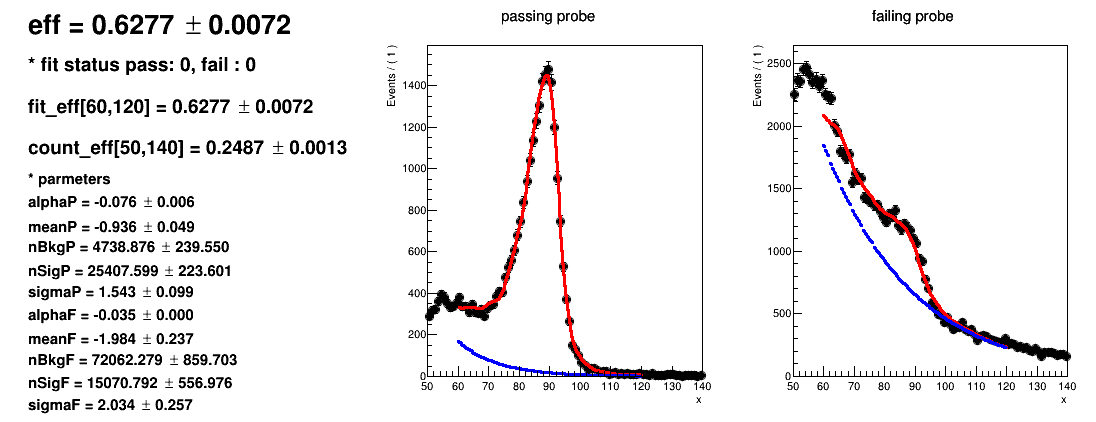 eff = 0.6277 ± 0.0072
* fit status pass: 0, fail : 0
fit_eff[60,120] = 0.6277 ± 0.0072
count_eff[50,140] = 0.2487 ± 0.0013
* parmeters
alphaP = -0.076 ± 0.006
meanP = -0.936 ± 0.049
nBkgP = 4738.876 ± 239.550
nSigP = 25407.599 ± 223.601
sigmaP = 1.543 ± 0.099
alphaF = -0.035 ± 0.000
meanF = -1.984 ± 0.237
nBkgF = 72062.279 ± 859.703
nSigF = 15070.792 ± 556.976
sigmaF = 2.034 ± 0.257
passing probe
Events / ( 1 )
1400
1200
1000
800
600
400
200
0
50 60 70 80 90 100 110 120 130 140
x
failing probe
Events / ( 1 )
2500
2000
1500
1000
500
0
50 60 70 80 90 100 110 120 130 140
x